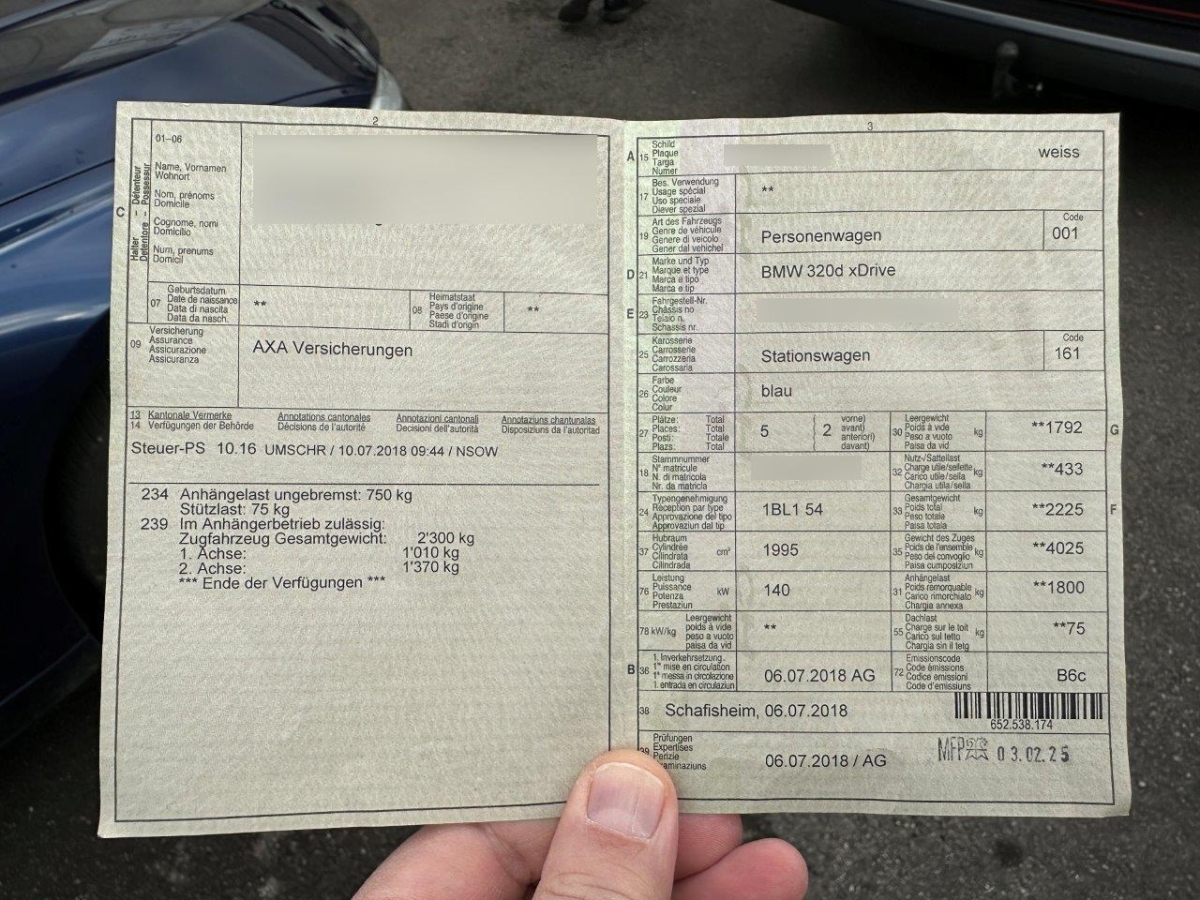 2
01–06
Name, Vornamen
Wohnort
Nom, prénoms
Domicile
Cognome, nomi
Domicilio
Num, prenums
Domicil
C
Halter – Détenteur
Detentore – Possessur
07
Geburtsdatum
Date de naissance
Data di nascita
Data da nasch.
**
08
Heimatstaat
Pays d'origine
Paese d'origine
Stadi d'origin
**
09
Versicherung
Assurance
Assicurazione
Assicuranza
AXA Versicherungen
13 Kantonale Vermerke Annotations cantonales Annotazioni cantonali Annotaziuns chantunalas
14 Verfügungen der Behörde Décisions de l'autorité Decisioni dell'autorità Disposiziuns da l'autoritad
Steuer-PS 10.16 UMSCHR / 10.07.2018 09:44 / NSOW
234 Anhängelast ungebremst: 750 kg
Stützlast: 75 kg
239 Im Anhängerbetrieb zulässig:
Zugfahrzeug Gesamtgewicht: 2'300 kg
1. Achse: 1'010 kg
2. Achse: 1'370 kg
*** Ende der Verfügungen ***
3
A 15
Schild
Plaque
Targa
Numer
weiss
17
Bes. Verwendung
Usage spécial
Uso speciale
Diever spezial
**
19
Art des Fahrzeugs
Genre de véhicule
Genere di veicolo
Gener dal vehichel
Personenwagen
Code
001
D 21
Marke und Typ
Marque et type
Marca e tipo
Marca e tip
BMW 320d xDrive
E 23
Fahrgestell-Nr.
Châssis no
Telaio n.
Schassis nr.
25
Karosserie
Carrosserie
Carrozzeria
Carossaria
Stationswagen
Code
161
26
Farbe
Couleur
Colore
Colur
blau
27
Plätze: Total
Places: Total
Posti: Totale
Plazs: Total
5
2
vorne)
avant)
anteriori)
davant)
30
Leergewicht
Poids à vide
Peso a vuoto
Paisa da vid
kg
**1792
G
18
Stammnummer
N° matricule
N. di matricola
Nr. da matricla
32
Nutz-/Sattellast
Charge utile/sellette
Carico utile/sella
Chargia utila/sella
kg
**433
24
Typengenehmigung
Réception par type
Approvazione del tipo
Approvaziun dal tip
1BL1 54
33
Gesamtgewicht
Poids total
Peso totale
Paisa totala
kg
**2225
F
37
Hubraum
Cylindrée
Cilindrata
Cilindrada
cm³
1995
35
Gewicht des Zuges
Poids de l'ensemble
Peso del convoglio
Paisa cumposiziun
kg
**4025
76
Leistung
Puissance
Potenza
Prestaziun
kW
140
31
Anhängelast
Poids remorquable
Carico rimorchiato
Chargia annexa
kg
**1800
78 kW/kg
Leergewicht
poids à vide
peso a vuoto
paisa da vid
**
55
Dachlast
Charge sur le toit
Carico sul tetto
Chargia sin il tetg
kg
**75
B 36
1. Inverkehrsetzung
1re mise en circulation
1a messa in circolazione
1. entrada en circulaziun
06.07.2018 AG
72
Emissionscode
Code émissions
Codice emissioni
Code d'emissiuns
B6c
38
Schafisheim, 06.07.2018
652.538.174
39
Prüfungen
Expertises
Perizie
06.07.2018 / AG
MFP
03.02.25